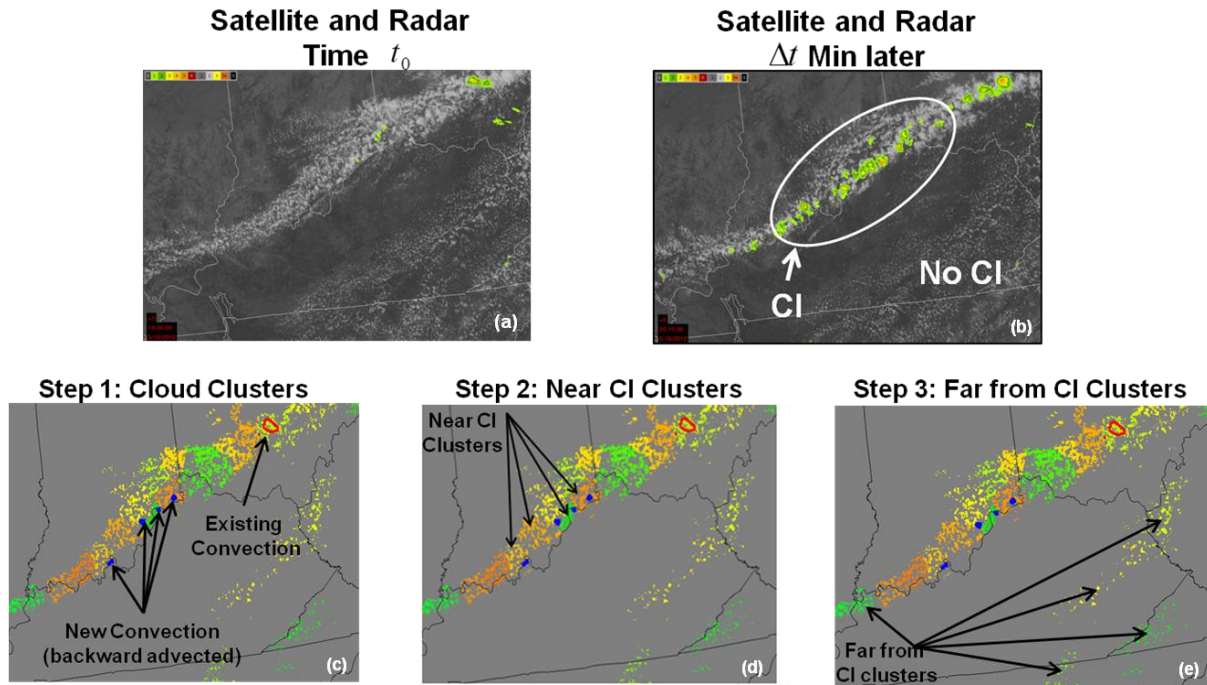 Satellite and Radar
Time t0
Satellite and Radar
Δt Min later
(a)
CI
No CI
(b)
Step 1: Cloud Clusters
Existing
Convection
New Convection
(backward advected)
(c)
Step 2: Near CI Clusters
Near CI
Clusters
(d)
Step 3: Far from CI Clusters
Far from
CI clusters
(e)